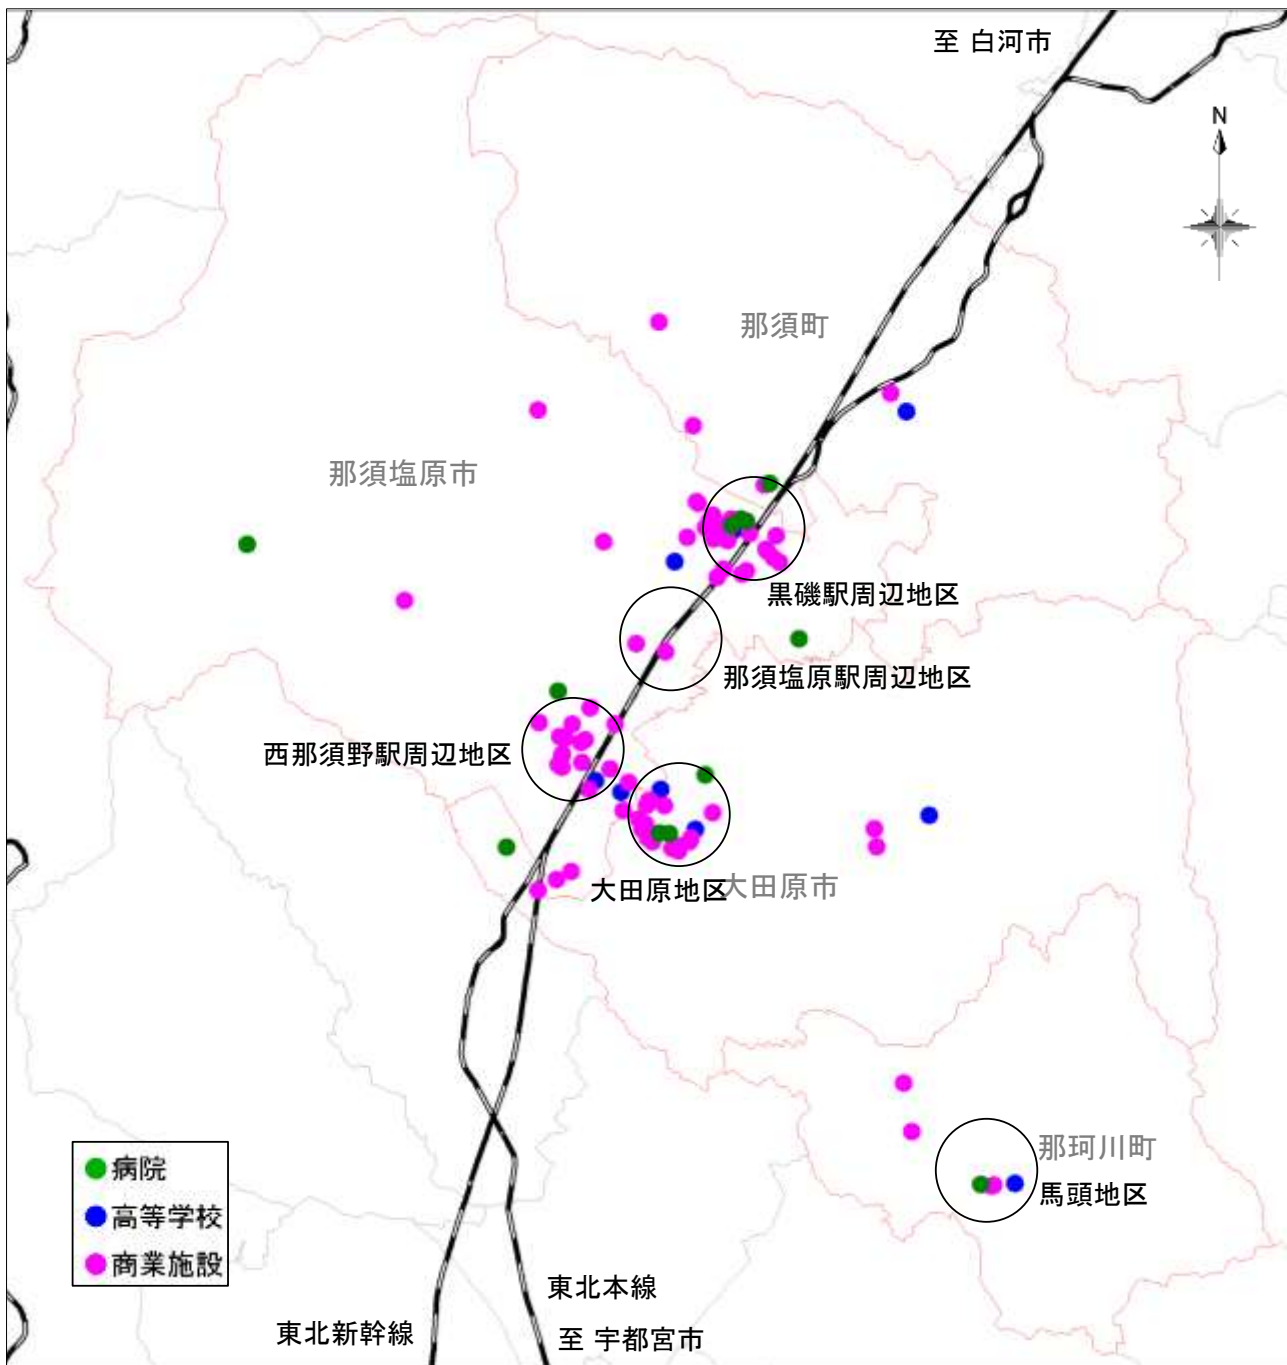 至 白河市
N
那須町
那須塩原市
黒磯駅周辺地区
那須塩原駅周辺地区
西那須野駅周辺地区
大田原地区
大田原市
那珂川町
馬頭地区
病院
高等学校
商業施設
東北本線
東北新幹線
至 宇都宮市